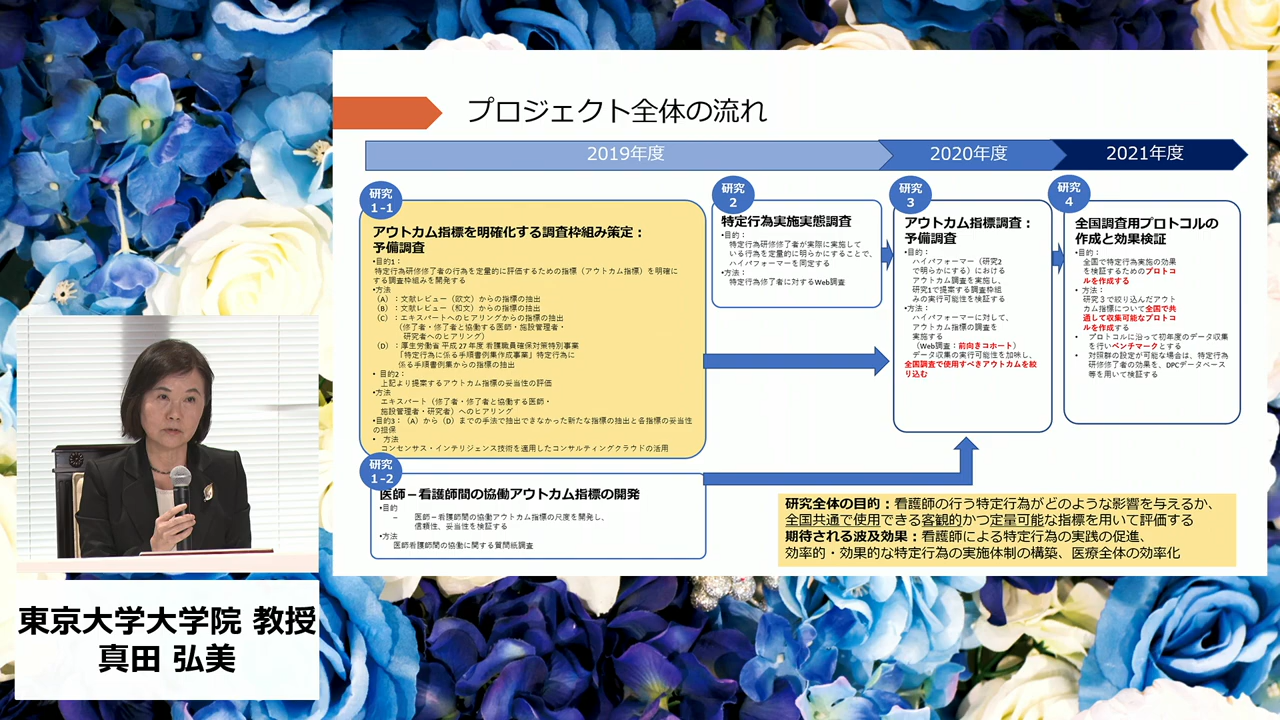 プロジェクト全体の流れ
2019年度
2020年度
2021年度
研究
1-1
アウトカム指標を明確化する調査枠組み策定：
予備調査
•目的1：
特定行為研修修了者の行為を定量的に評価するための指標（アウトカム指標）を明確に
する調査枠組みを開発する
•方法
（A）：文献レビュー（欧文）からの指標の抽出
（B）：文献レビュー（和文）からの指標の抽出
（C）：エキスパートへのヒアリングからの指標の抽出
（修了者・修了者と協働する医師・施設管理者・
研究者へのヒアリング）
（D）：厚生労働省 平成 27 年度 看護職員確保対策特別事業
「特定行為に係る手順書例集作成事業」特定行為に
係る手順書例集からの指標の抽出
• 目的2：
上記より提案するアウトカム指標の妥当性の評価
•方法
エキスパート（修了者・修了者と協働する医師・
施設管理者・研究者）へのヒアリング
•目的3：（A）から（D）までの手法で抽出できなかった新たな指標の抽出と各指標の妥当性
の担保
• 方法
コンセンサス・インテリジェンス技術を適用したコンサルティングクラウドの活用
研究
1-2
医師－看護師間の協働アウトカム指標の開発
•目的
– 医師－看護師間の協働アウトカム指標の尺度を開発し、
信頼性、妥当性を検証する
•方法
医師看護師間の協働に関する質問紙調査
研究
2
特定行為実施実態調査
•目的：
特定行為研修修了者が実際に実施して
いる行為を定量的に明らかにすることで、
ハイパフォーマーを同定する
•方法：
特定行為修了者に対するWeb調査
研究
3
アウトカム指標調査：
予備調査
•目的：
ハイパフォーマー（研究2
で明らかにする）における
アウトカム調査を実施し、
研究1で提案する調査枠組
みの実行可能性を検証する
•方法：
ハイパフォーマーに対して、
アウトカム指標の調査を
実施する
（Web調査：前向きコホート）
データ収集の実行可能性を加味し、
全国調査で使用すべきアウトカムを絞
り込む
研究
4
全国調査用プロトコルの
作成と効果検証
•目的：
全国で特定行為実施の効果
を検証するためのプロトコ
ルを作成する
• 方法：
研究３で絞り込んだアウト
カム指標について全国で共
通して収集可能なプロトコ
ルを作成する
• プロトコルに沿って初年度のデータ収集
を行いベンチマークとする
• 対照群の設定が可能な場合は、特定行為
研修修了者の効果を、DPCデータベース
等を用いて検証する
研究全体の目的：看護師の行う特定行為がどのような影響を与えるか、
全国共通で使用できる客観的かつ定量可能な指標を用いて評価する
期待される波及効果：看護師による特定行為の実践の促進、
効率的・効果的な特定行為の実施体制の構築、医療全体の効率化
東京大学大学院 教授
真田 弘美